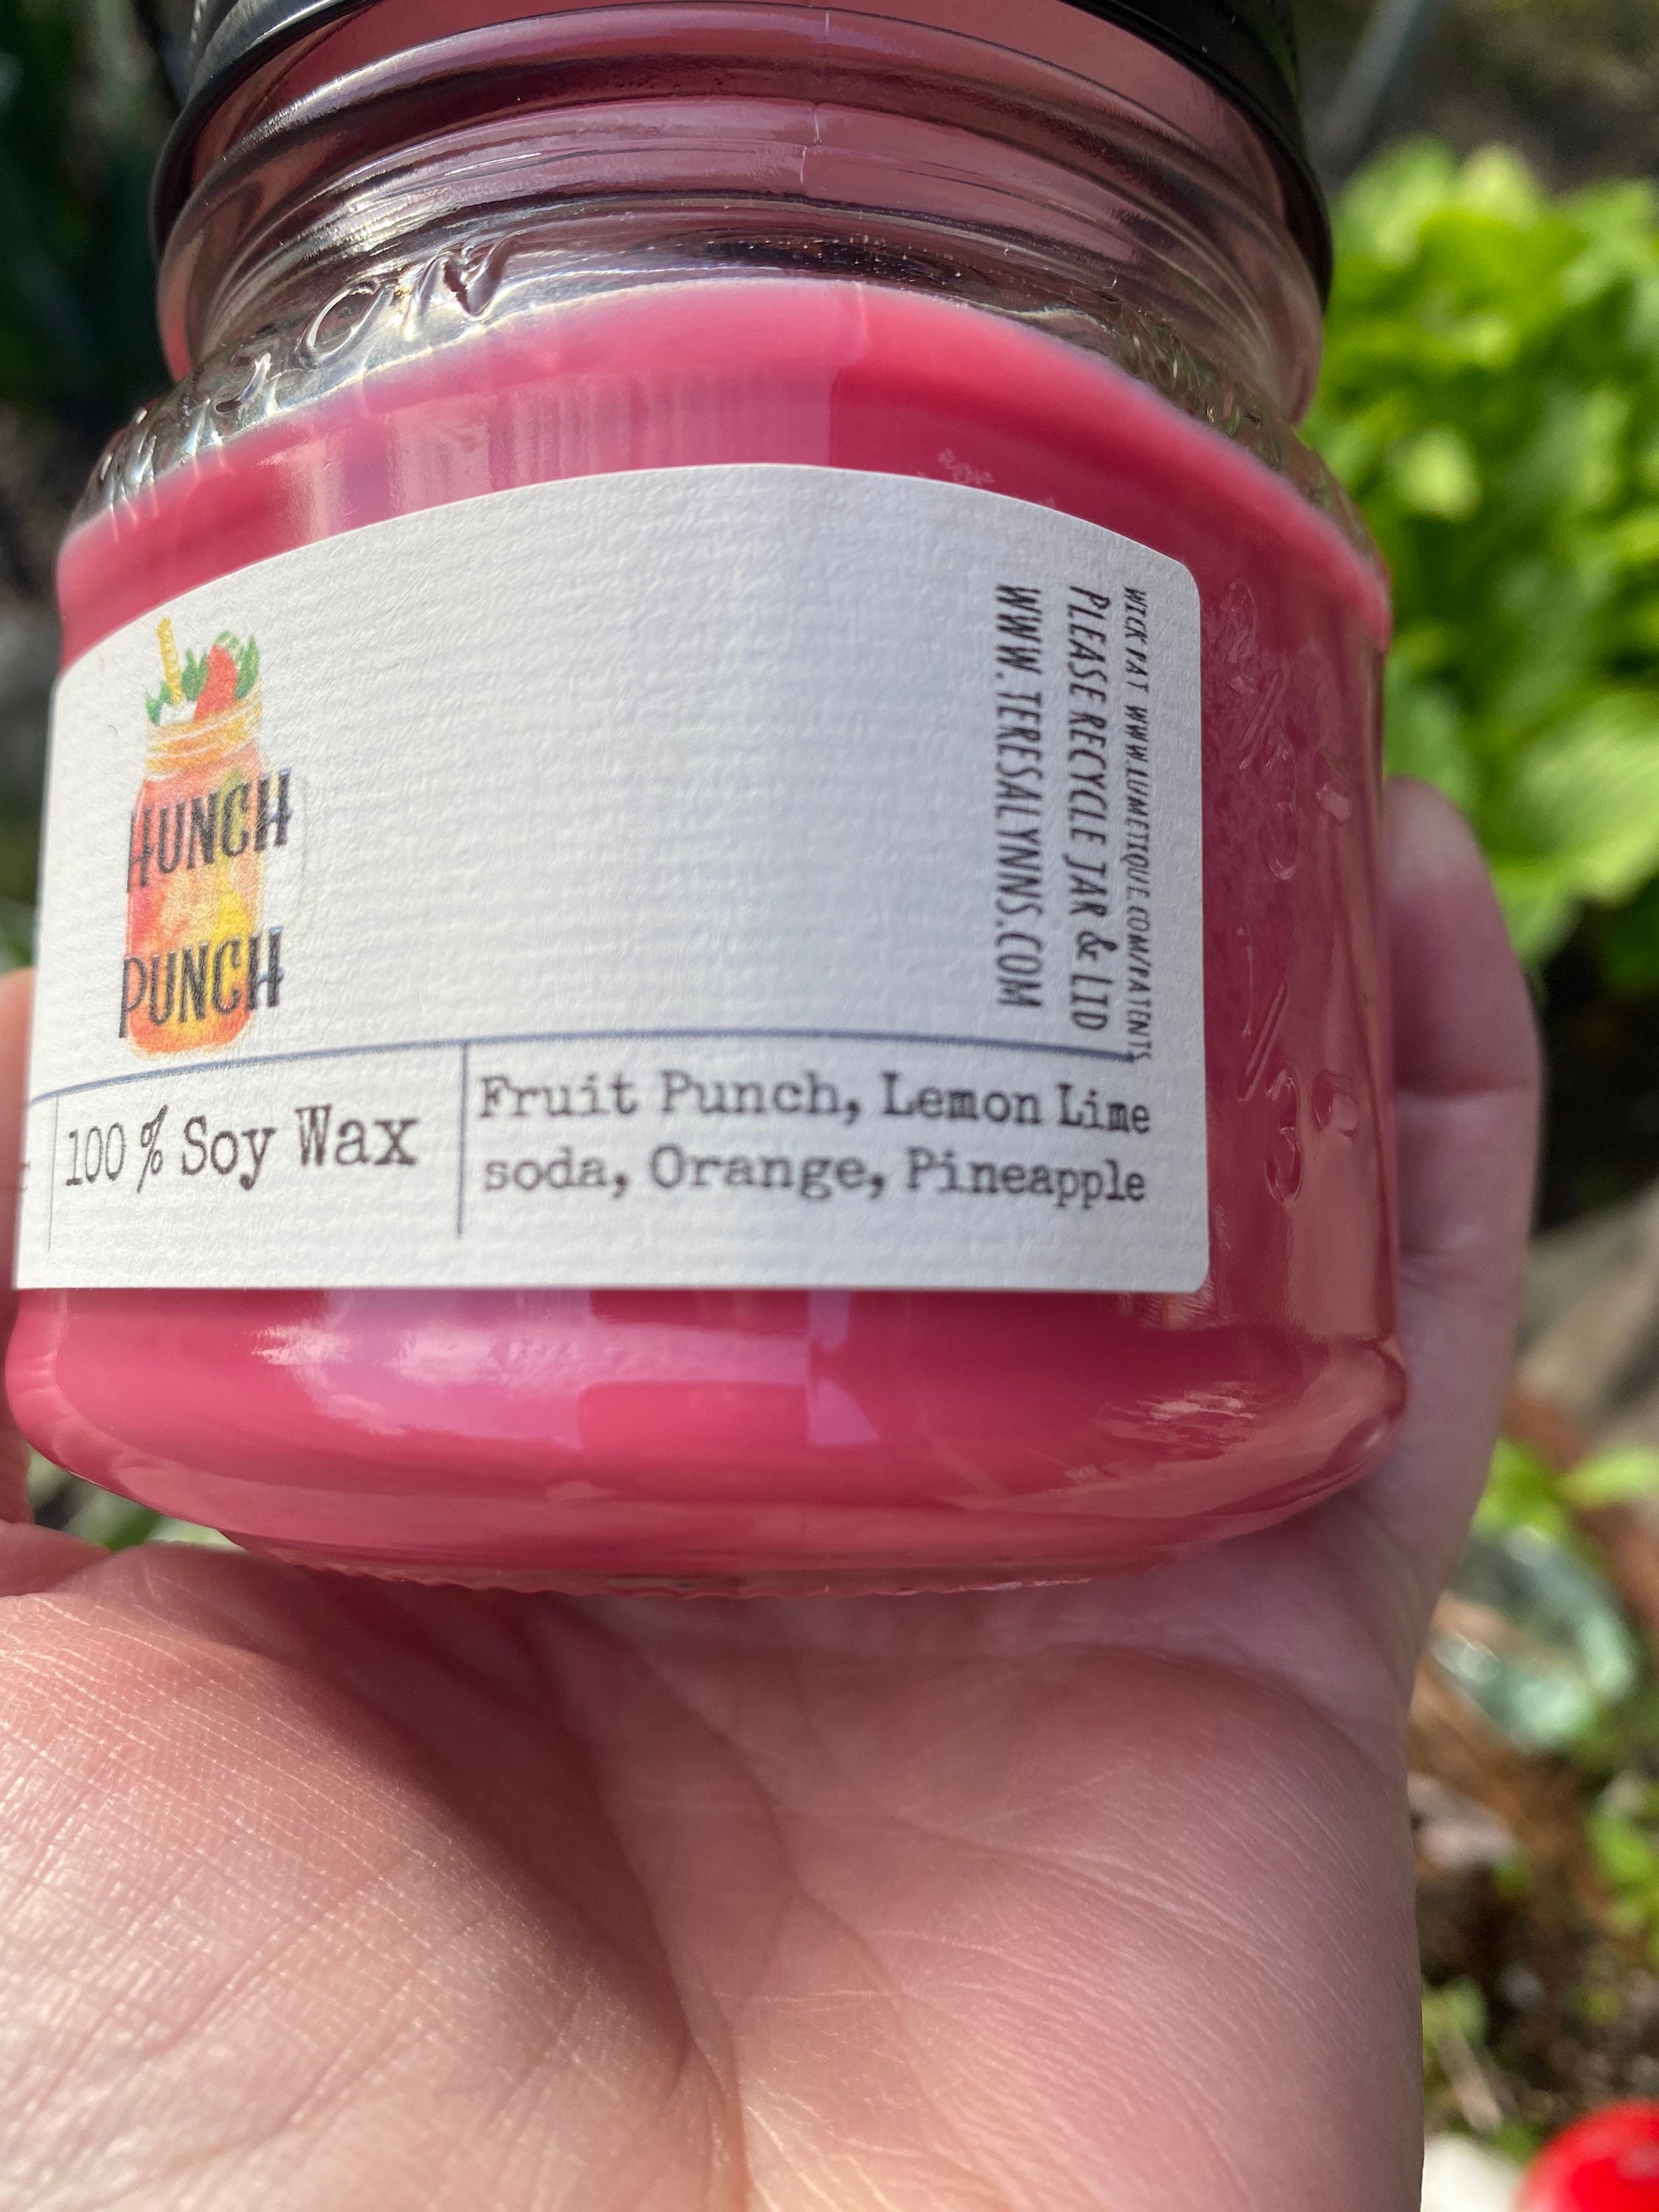 HUNCH
PUNCH
100 % Soy Wax
Fruit Punch, Lemon Lime
soda, Orange, Pineapple
WICK PAT WWW.LUMETIQUE.COM/PATENTS
PLEASE RECYCLE JAR & LID
WWW.TERESALYNNS.COM